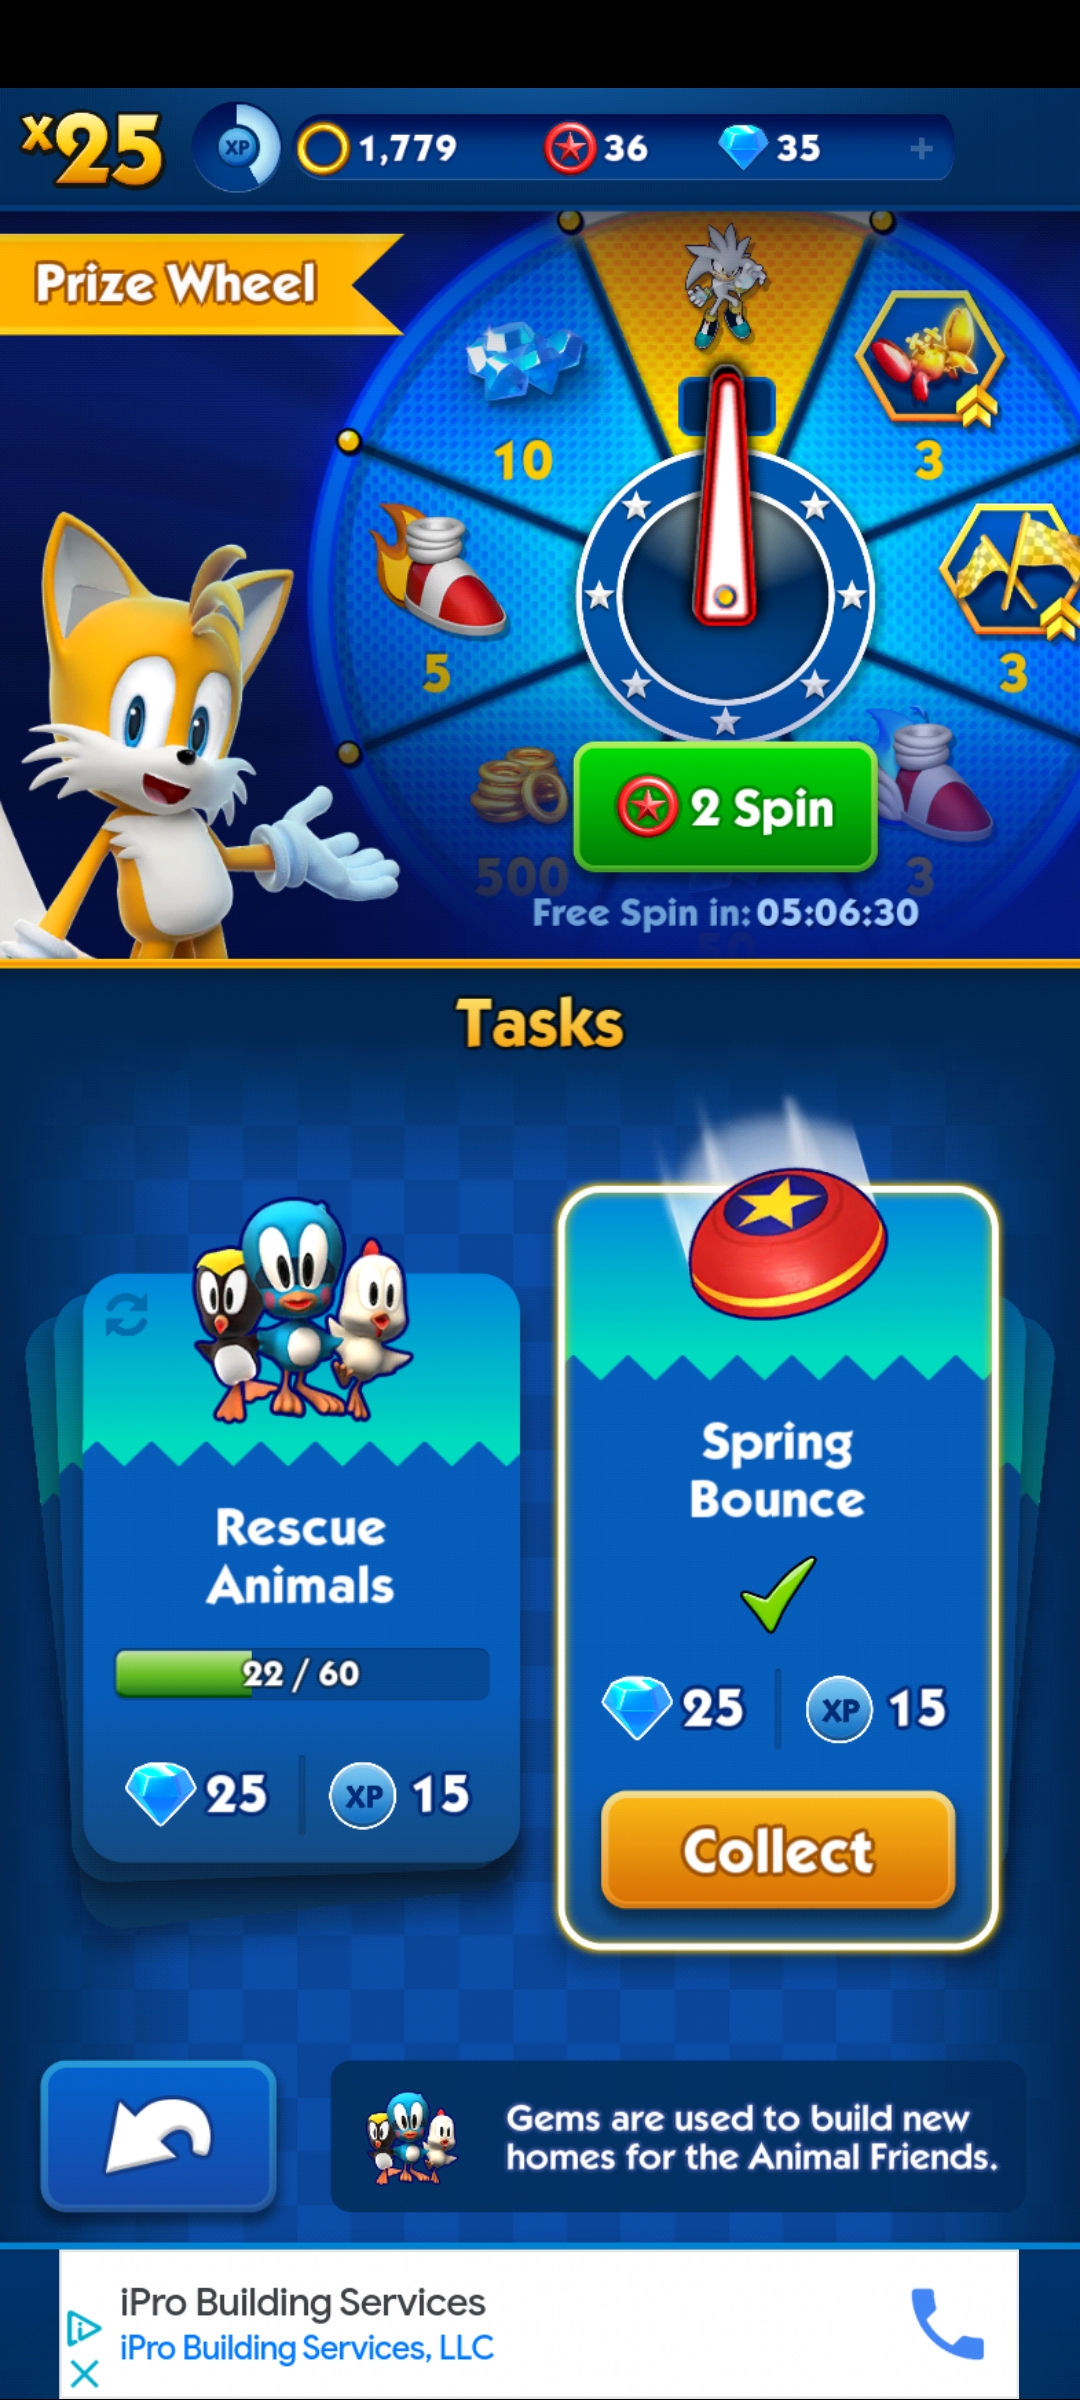 x25
XP
1,779
36
35
+
Prize Wheel
10
3
5
3
2 Spin
500
3
Free Spin in: 05:06:30
Tasks
Rescue
Animals
22 / 60
25
XP 15
Spring
Bounce
25
XP 15
Collect
Gems are used to build new
homes for the Animal Friends.
iPro Building Services
iPro Building Services, LLC